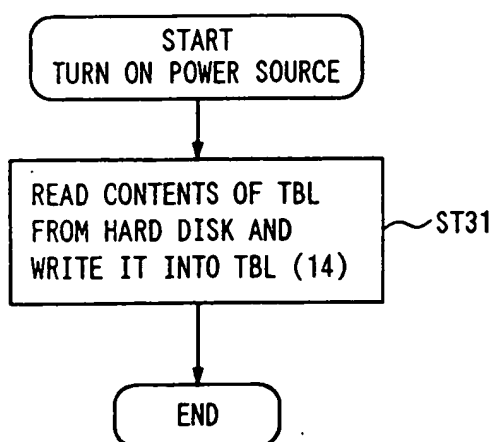 START
TURN ON POWER SOURCE
READ CONTENTS OF TBL
FROM HARD DISK AND
WRITE IT INTO TBL (14)
ST31
END